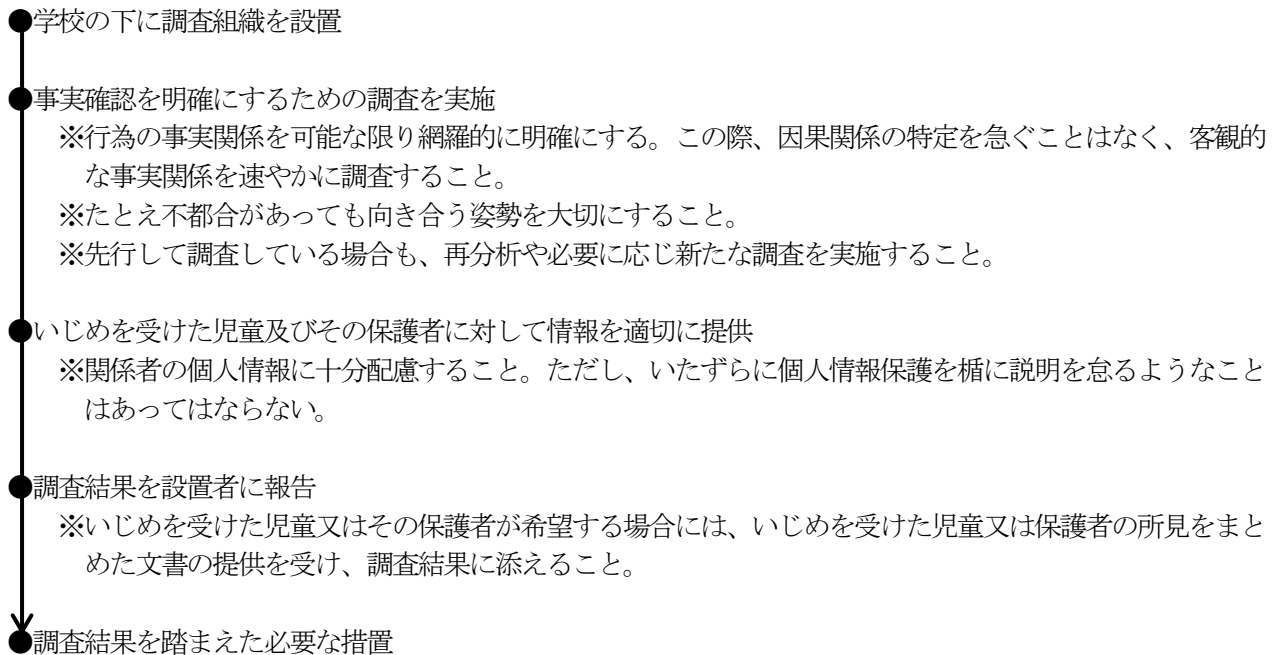 ●学校の下に調査組織を設置
●事実確認を明確にするための調査を実施
※行為の事実関係を可能な限り網羅的に明確にする。この際、因果関係の特定を急ぐことはなく、客観的
な事実関係を速やかに調査すること。
※たとえ不都合があっても向き合う姿勢を大切にすること。
※先行して調査している場合も、再分析や必要に応じ新たな調査を実施すること。
●いじめを受けた児童及びその保護者に対して情報を適切に提供
※関係者の個人情報に十分配慮すること。ただし、いたずらに個人情報保護を楯に説明を怠るようなこと
はあってはならない。
●調査結果を設置者に報告
※いじめを受けた児童又はその保護者が希望する場合には、いじめを受けた児童又は保護者の所見をまと
めた文書の提供を受け、調査結果に添えること。
●調査結果を踏まえた必要な措置